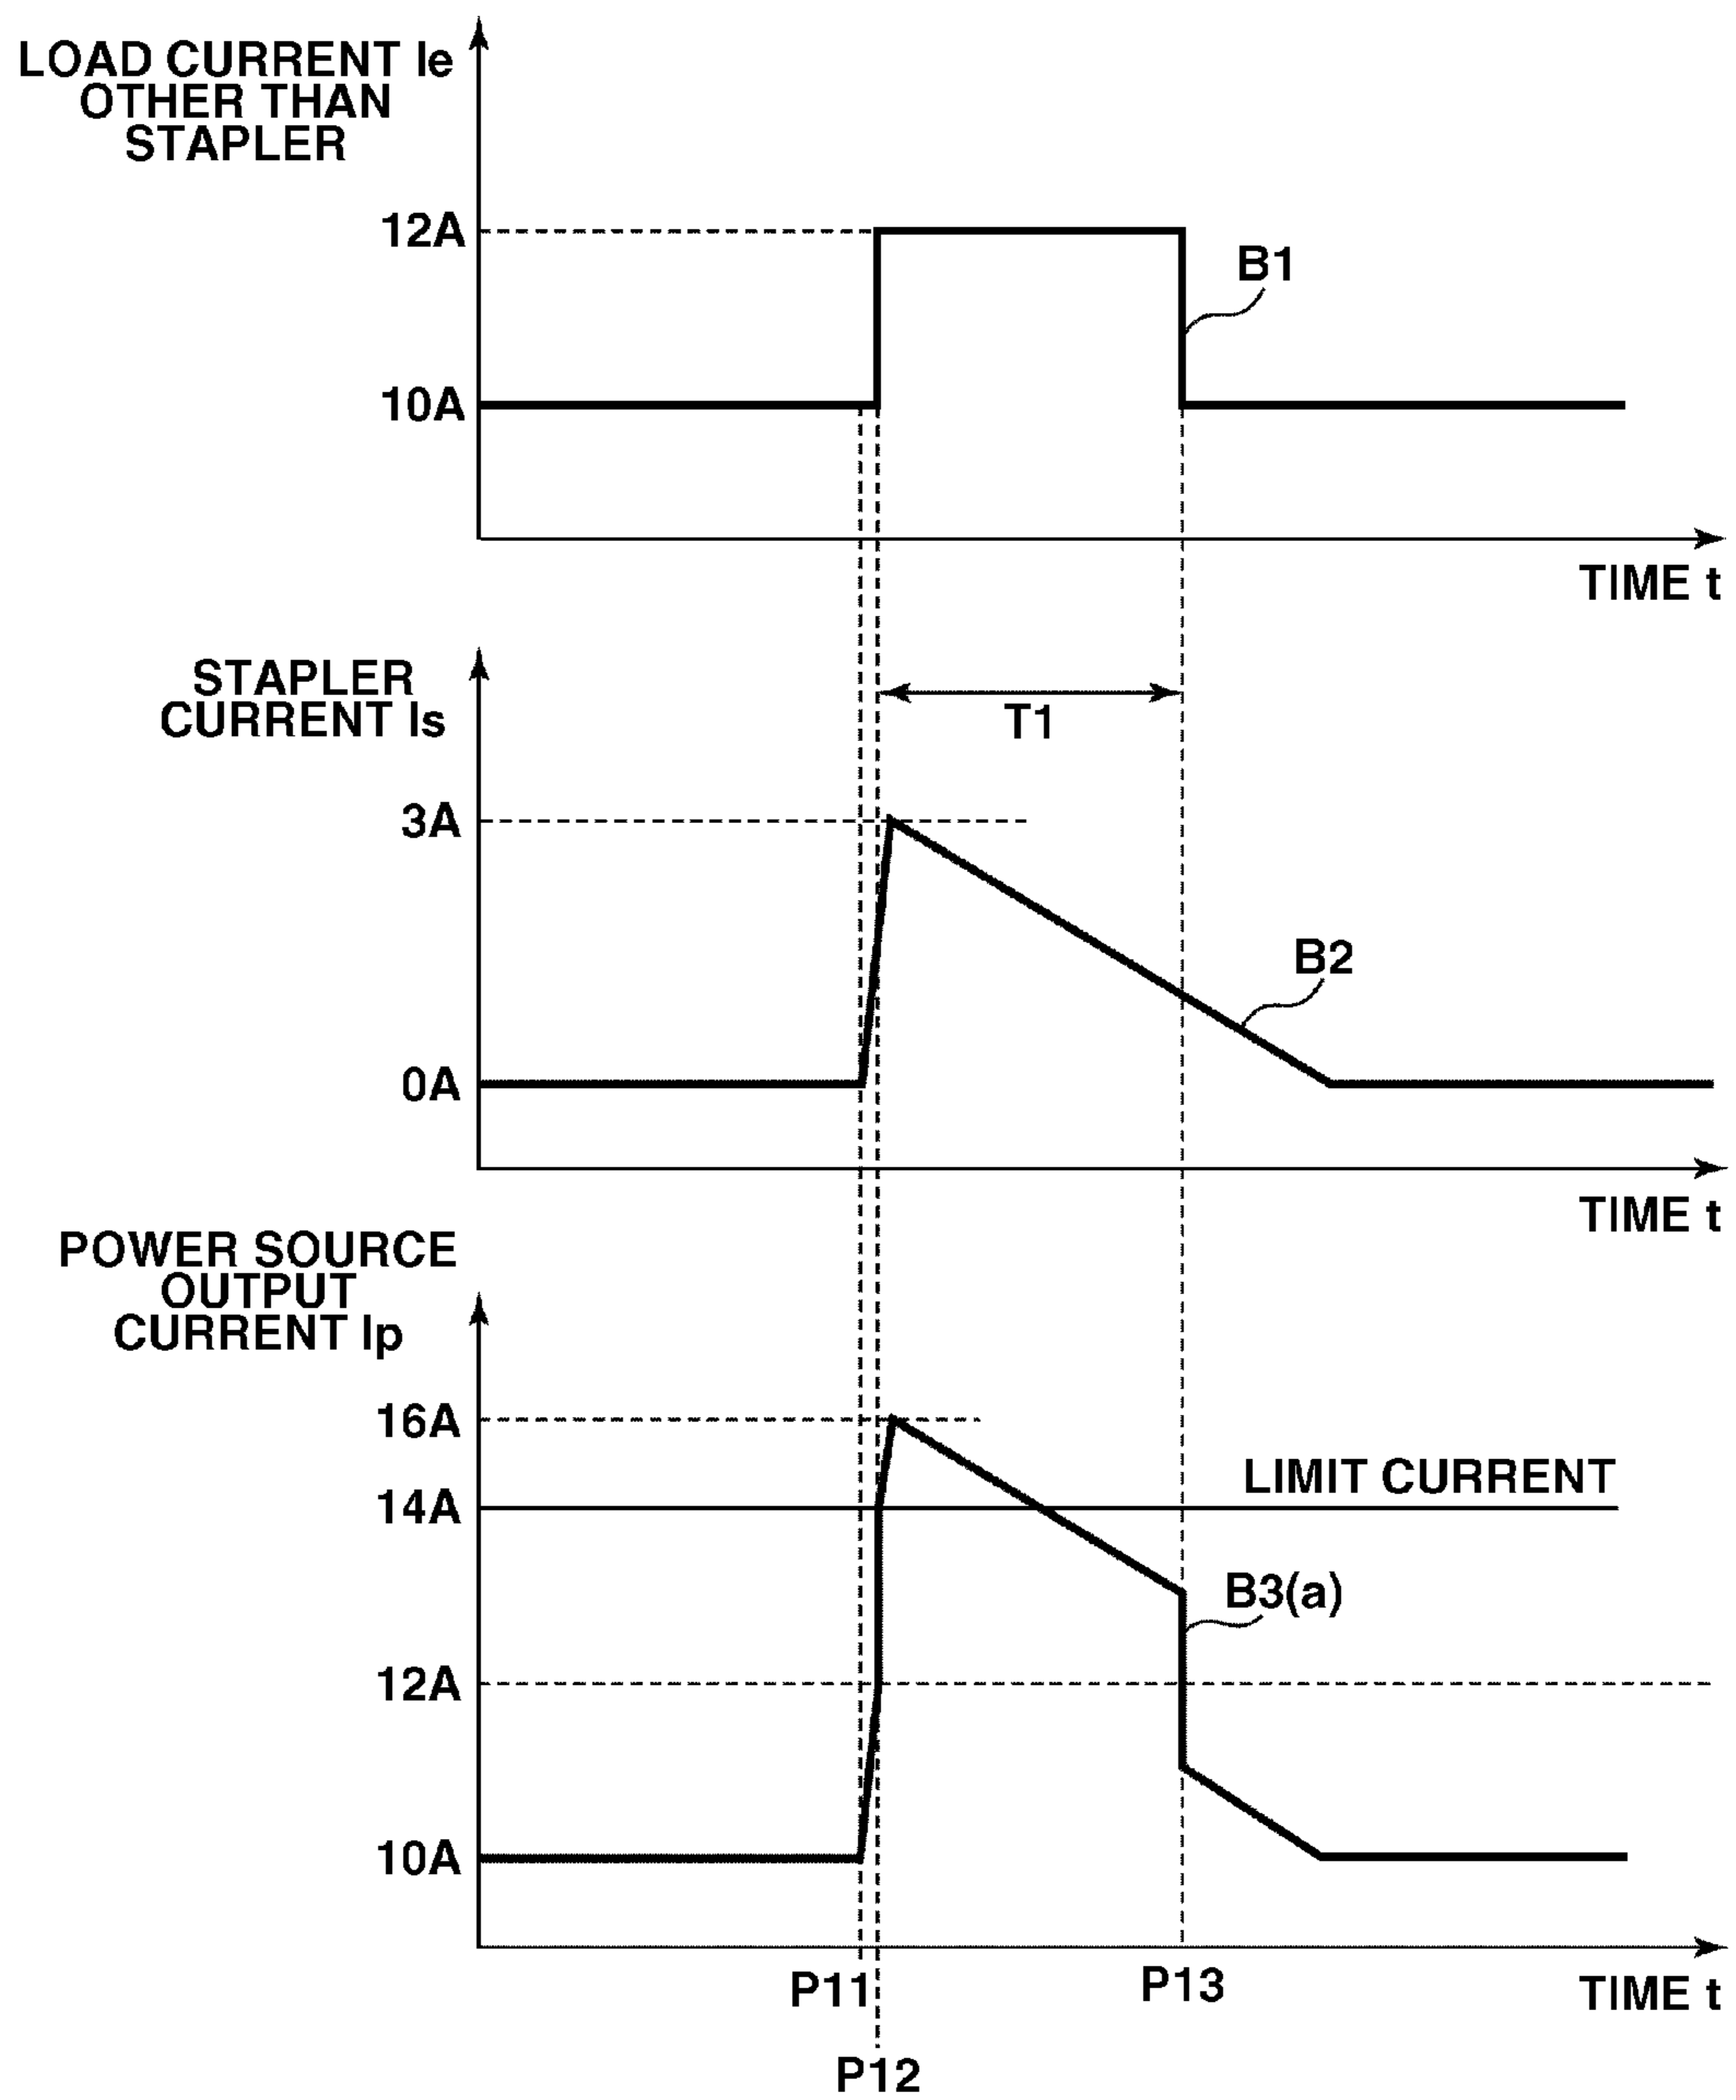 LOAD CURRENT Ie
OTHER THAN
STAPLER
12A
B1
10A
TIME t
STAPLER
CURRENT Is
T1
3A
B2
0A
TIME t
POWER SOURCE
OUTPUT
CURRENT Ip
16A
LIMIT CURRENT
14A
B3(a)
12A
10A
P11
P13
TIME t
P12